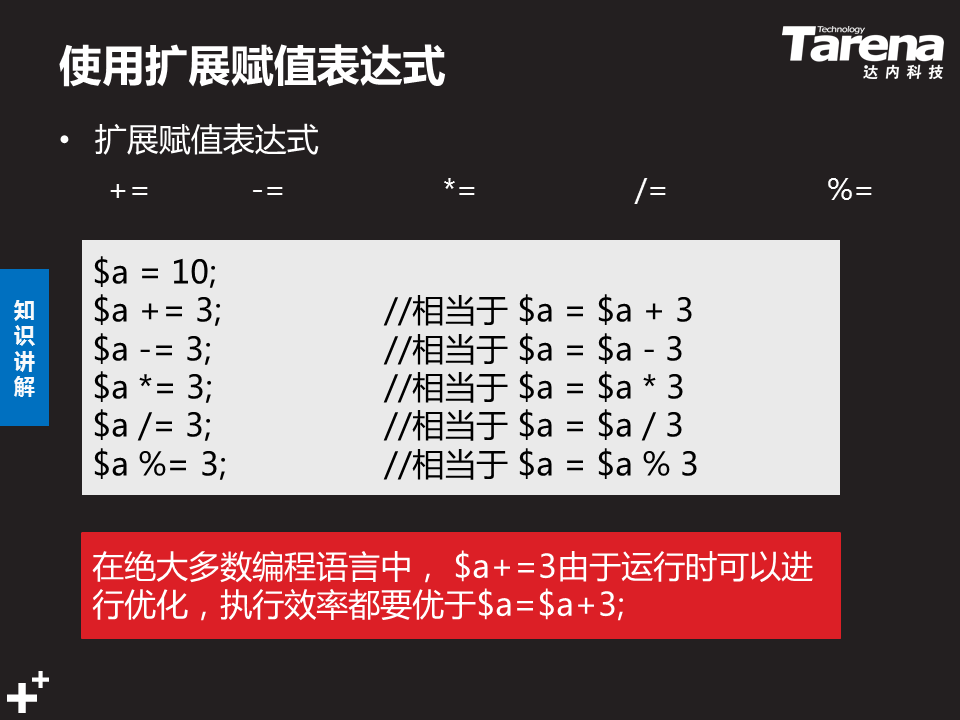 使用扩展赋值表达式
Technology
Tarena
达内科技
• 扩展赋值表达式
+= -= *= /= %=
$a = 10;
$a += 3; //相当于 $a = $a + 3
$a -= 3; //相当于 $a = $a - 3
$a *= 3; //相当于 $a = $a * 3
$a /= 3; //相当于 $a = $a / 3
$a %= 3; //相当于 $a = $a % 3
知识讲解
在绝大多数编程语言中， $a+=3由于运行时可以进
行优化，执行效率都要优于$a=$a+3;